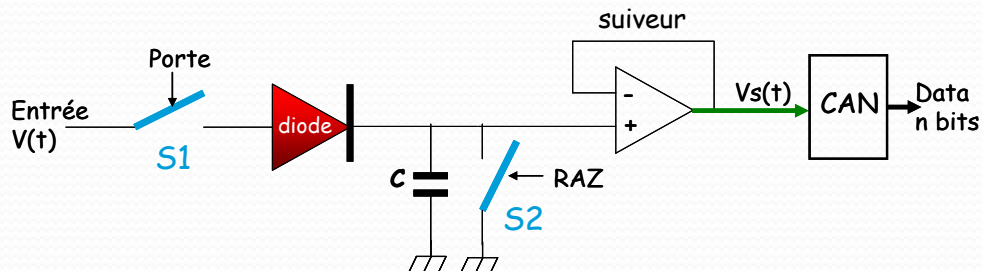 suiveur
Porte
Entrée
V(t)
S1
diode
C
RAZ
S2
-
+
Vs(t)
CAN
Data
n bits